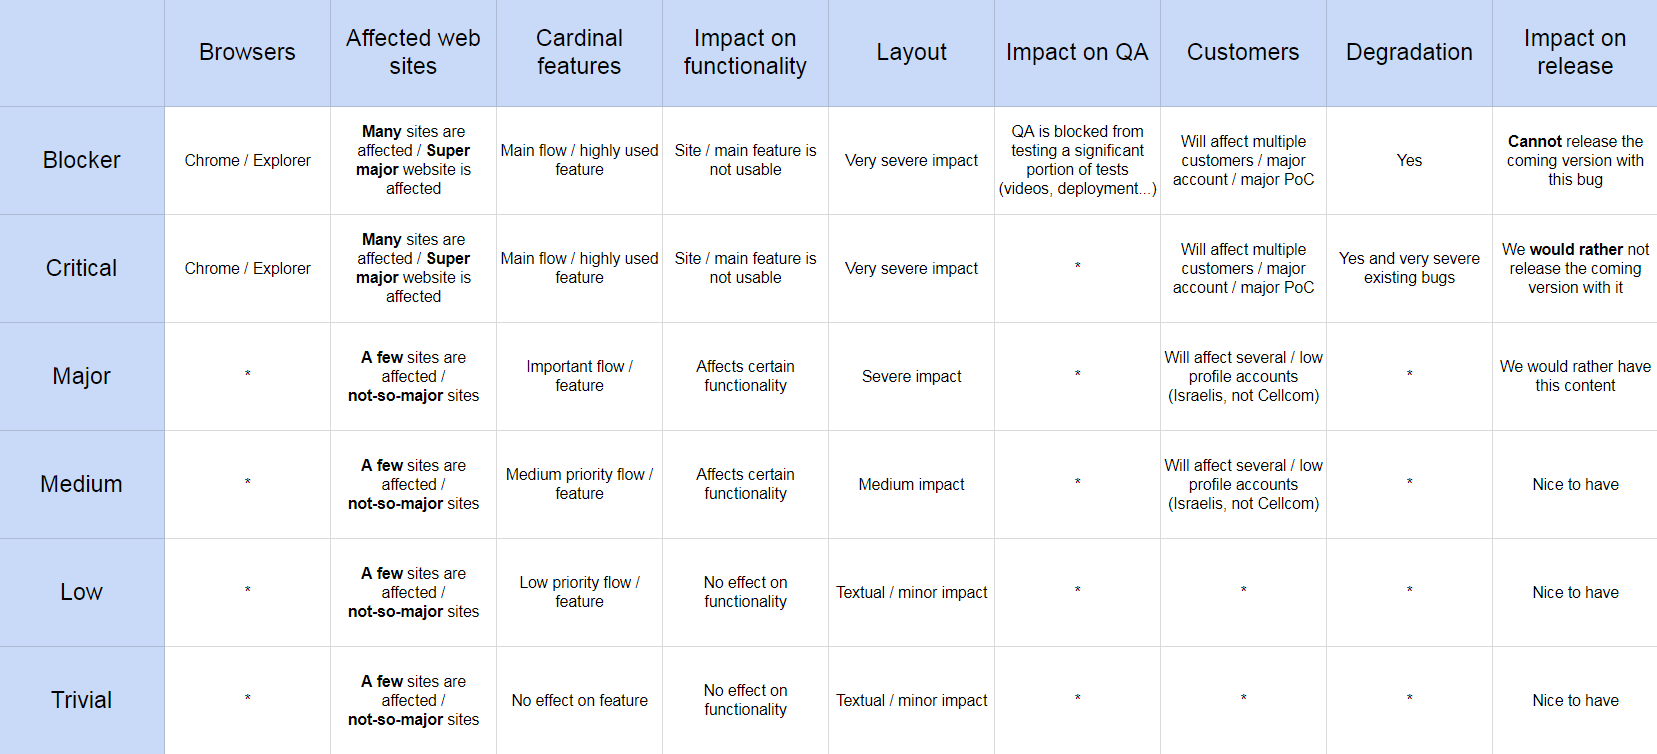 Browsers
Affected web
sites
Cardinal
features
Impact on
functionality
Layout
Impact on QA
Customers
Degradation
Impact on
release
Blocker
Chrome / Explorer
Many sites are
affected / Super
major website is
affected
Main flow / highly used
feature
Site / main feature is
not usable
Very severe impact
QA is blocked from
testing a significant
portion of tests
(videos, deployment...)
Will affect multiple
customers / major
account / major PoC
Yes
Cannot release the
coming version with
this bug
Critical
Chrome / Explorer
Many sites are
affected / Super
major website is
affected
Main flow / highly used
feature
Site / main feature is
not usable
Very severe impact
*
Will affect multiple
customers / major
account / major PoC
Yes and very severe
existing bugs
We would rather not
release the coming
version with it
Major
*
A few sites are
affected /
not-so-major sites
Important flow /
feature
Affects certain
functionality
Severe impact
*
Will affect several / low
profile accounts
(Israelis, not Cellcom)
*
We would rather have
this content
Medium
*
A few sites are
affected /
not-so-major sites
Medium priority flow /
feature
Affects certain
functionality
Medium impact
*
Will affect several / low
profile accounts
(Israelis, not Cellcom)
*
Nice to have
Low
*
A few sites are
affected /
not-so-major sites
Low priority flow /
feature
No effect on
functionality
Textual / minor impact
*
*
*
Nice to have
Trivial
*
A few sites are
affected /
not-so-major sites
No effect on feature
No effect on
functionality
Textual / minor impact
*
*
*
Nice to have